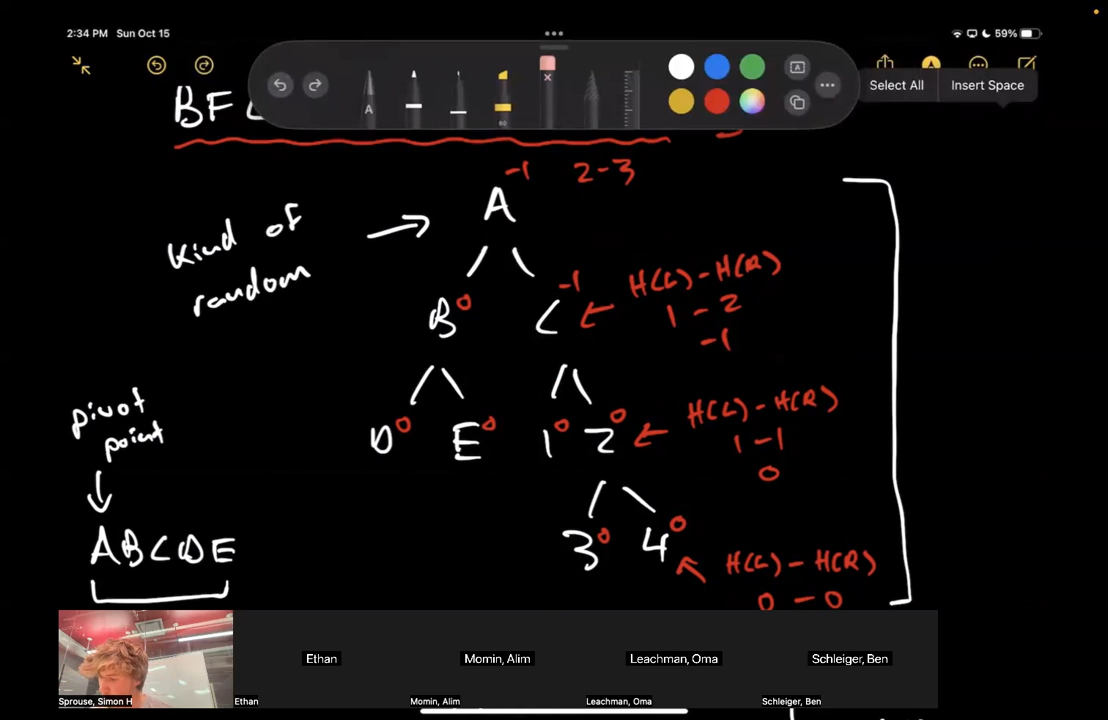 2:34 PM Sun Oct 15
59%
Select All
Insert Space
A
80
BF
-1
2-3
A
Kind of
random
B 0
C -1
H(L)-H(R)
1-2
-1
pivot
point
D 0
E 0
1 0
2 0
H(L)-H(R)
1-1
0
ABCDE
3 0
4 0
H(L)-H(R)
0-0
Ethan
Momin, Alim
Leachman, Oma
Schleiger, Ben
Sprouse, Simon H
Ethan
Momin, Alim
Leachman, Oma
Schleiger, Ben